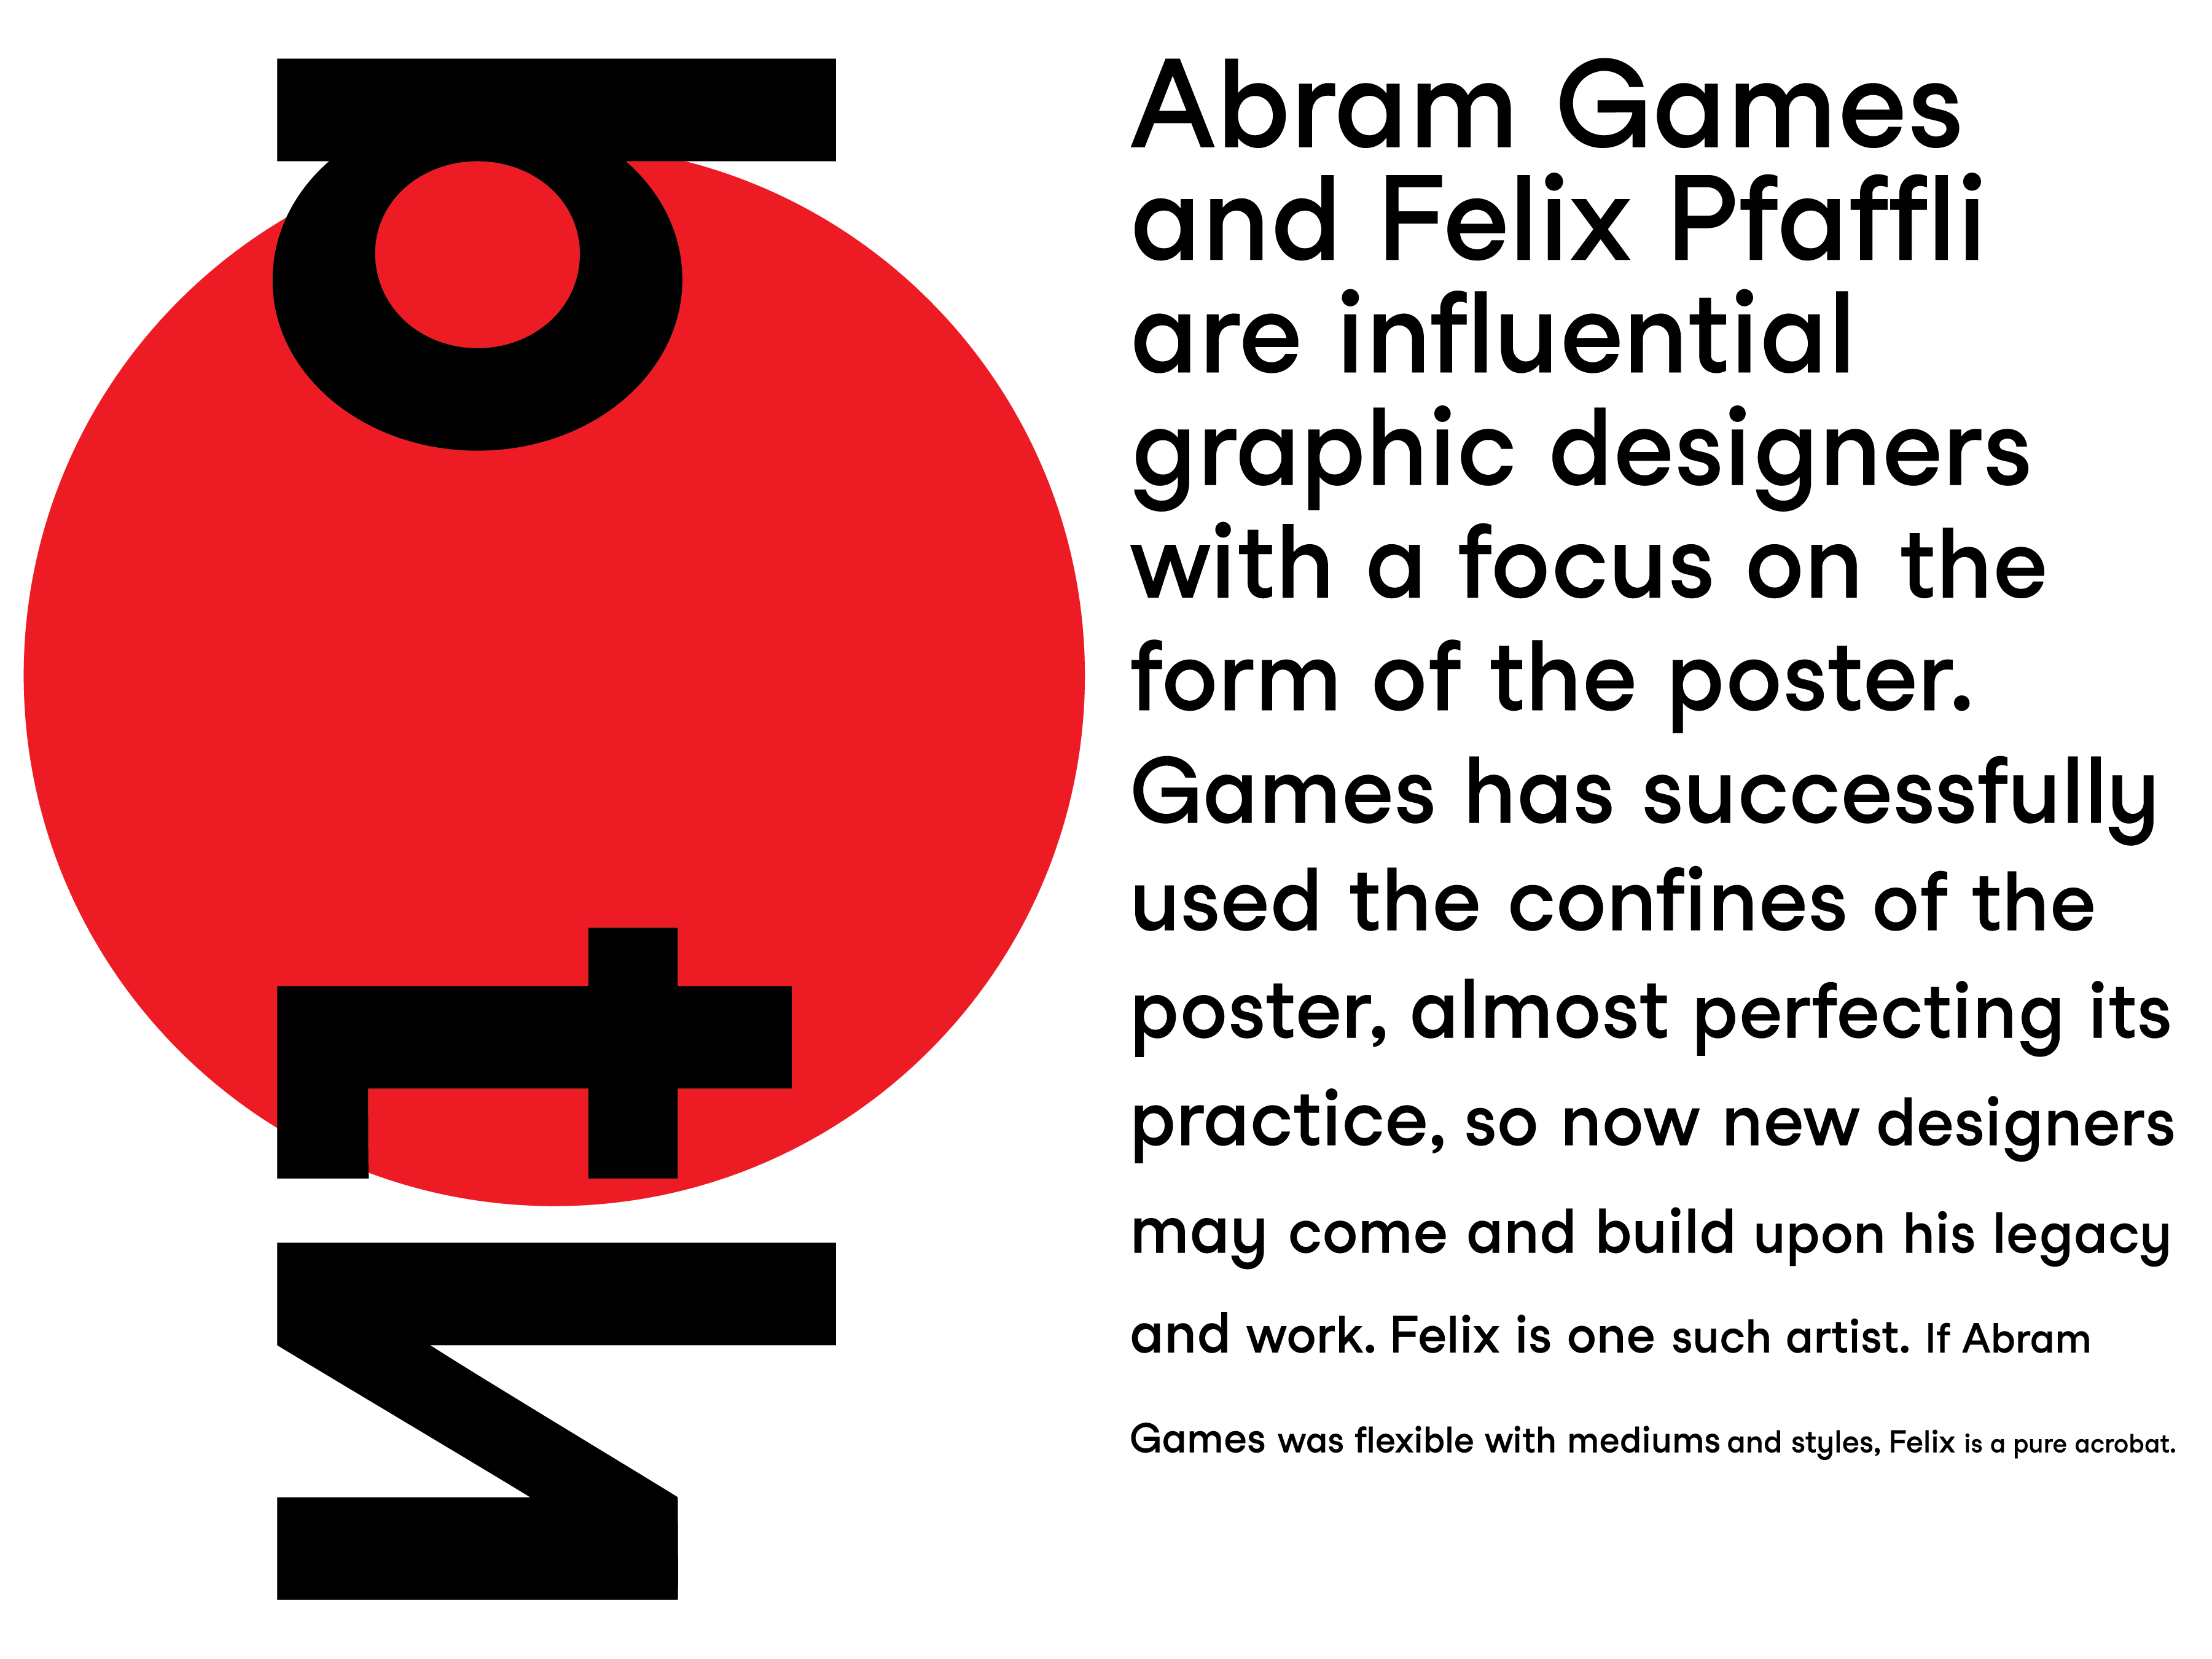 both
Abram Games
and Felix Pfaffli
are influential
graphic designers
with a focus on the
form of the poster.
Games has successfully
used the confines of the
poster, almost perfecting its
practice, so now new designers
may come and build upon his legacy
and work. Felix is one such artist. If Abram
Games was flexible with mediums and styles, Felix is a pure acrobat.